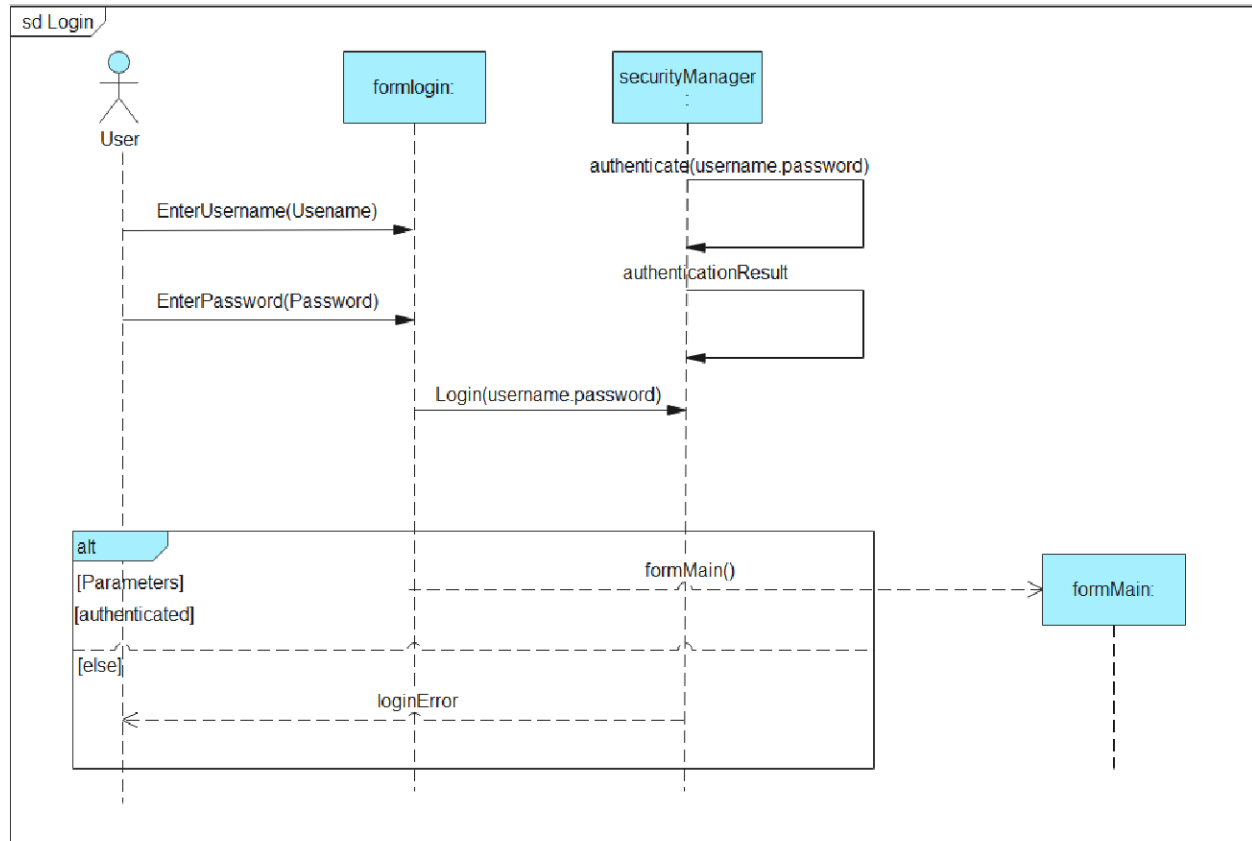 sd Login
formlogin:
securityManager
:
User
authenticate(username.password)
EnterUsername(Usename)
authenticationResult
EnterPassword(Password)
Login(username.password)
alt
[Parameters]
formMain()
formMain:
[authenticated]
[else]
loginError